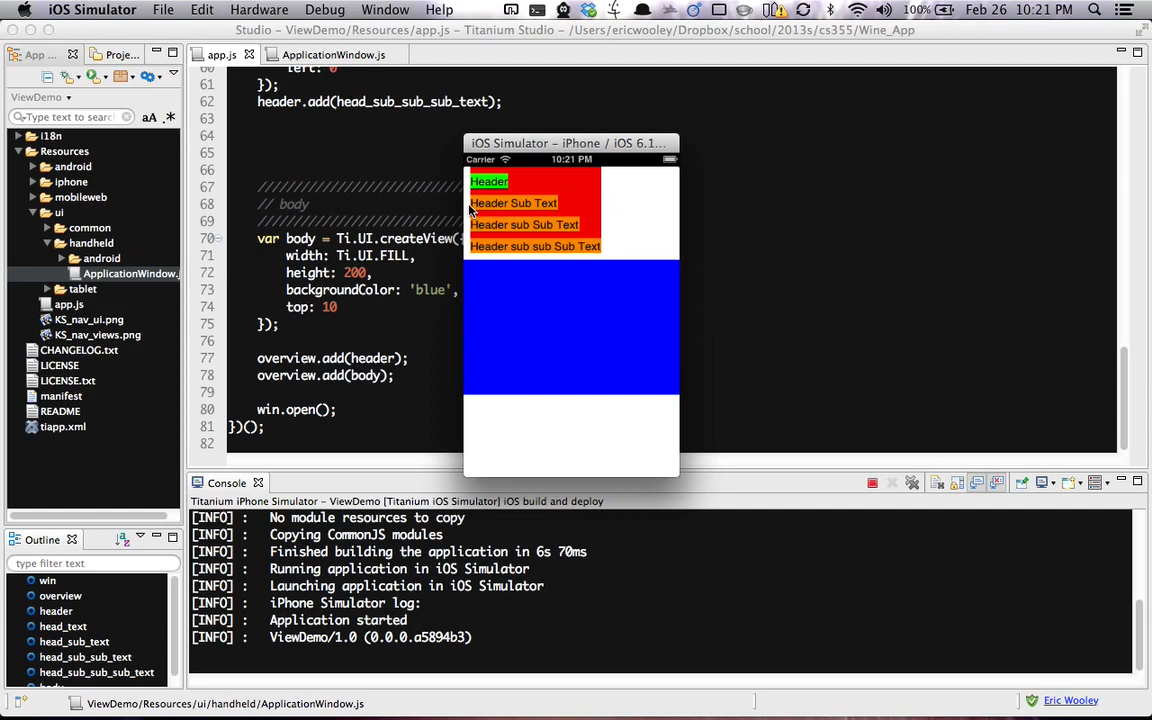 iOS Simulator File Edit Hardware Debug Window Help 100% Feb 26 10:21 PM
Studio – ViewDemo/Resources/app.js – Titanium Studio – /Users/ericwooley/Dropbox/school/2013s/cs355/Wine_App
App ... Proje...
ViewDemo
Type text to search
aA .*
i18n
Resources
android
iphone
mobileweb
ui
common
handheld
android
ApplicationWindow.j
tablet
app.js
KS_nav_ui.png
KS_nav_views.png
CHANGELOG.txt
LICENSE
LICENSE.txt
manifest
README
tiapp.xml
Outline
type filter text
win
overview
header
head_text
head_sub_text
head_sub_sub_text
head_sub_sub_sub_text
app.js ApplicationWindow.js
60 left: 0
61 });
62 header.add(head_sub_sub_sub_text);
63
64
65
66
67 ////////////////////////////
68 // body
69 ////////////////////////////
70 var body = Ti.UI.createView({
71 width: Ti.UI.FILL,
72 height: 200,
73 backgroundColor: 'blue',
74 top: 10
75 });
76
77 overview.add(header);
78 overview.add(body);
79
80 win.open();
81 })();
82
iOS Simulator – iPhone / iOS 6.1...
Carrier 10:21 PM
Header
Header Sub Text
Header sub Sub Text
Header sub sub Sub Text
Console
Titanium iPhone Simulator – ViewDemo [Titanium iOS Simulator] iOS build and deploy
[INFO] : No module resources to copy
[INFO] : Copying CommonJS modules
[INFO] : Finished building the application in 6s 70ms
[INFO] : Running application in iOS Simulator
[INFO] : Launching application in iOS Simulator
[INFO] : iPhone Simulator log:
[INFO] : Application started
[INFO] : ViewDemo/1.0 (0.0.0.a5894b3)
ViewDemo/Resources/ui/handheld/ApplicationWindow.js
Eric Wooley